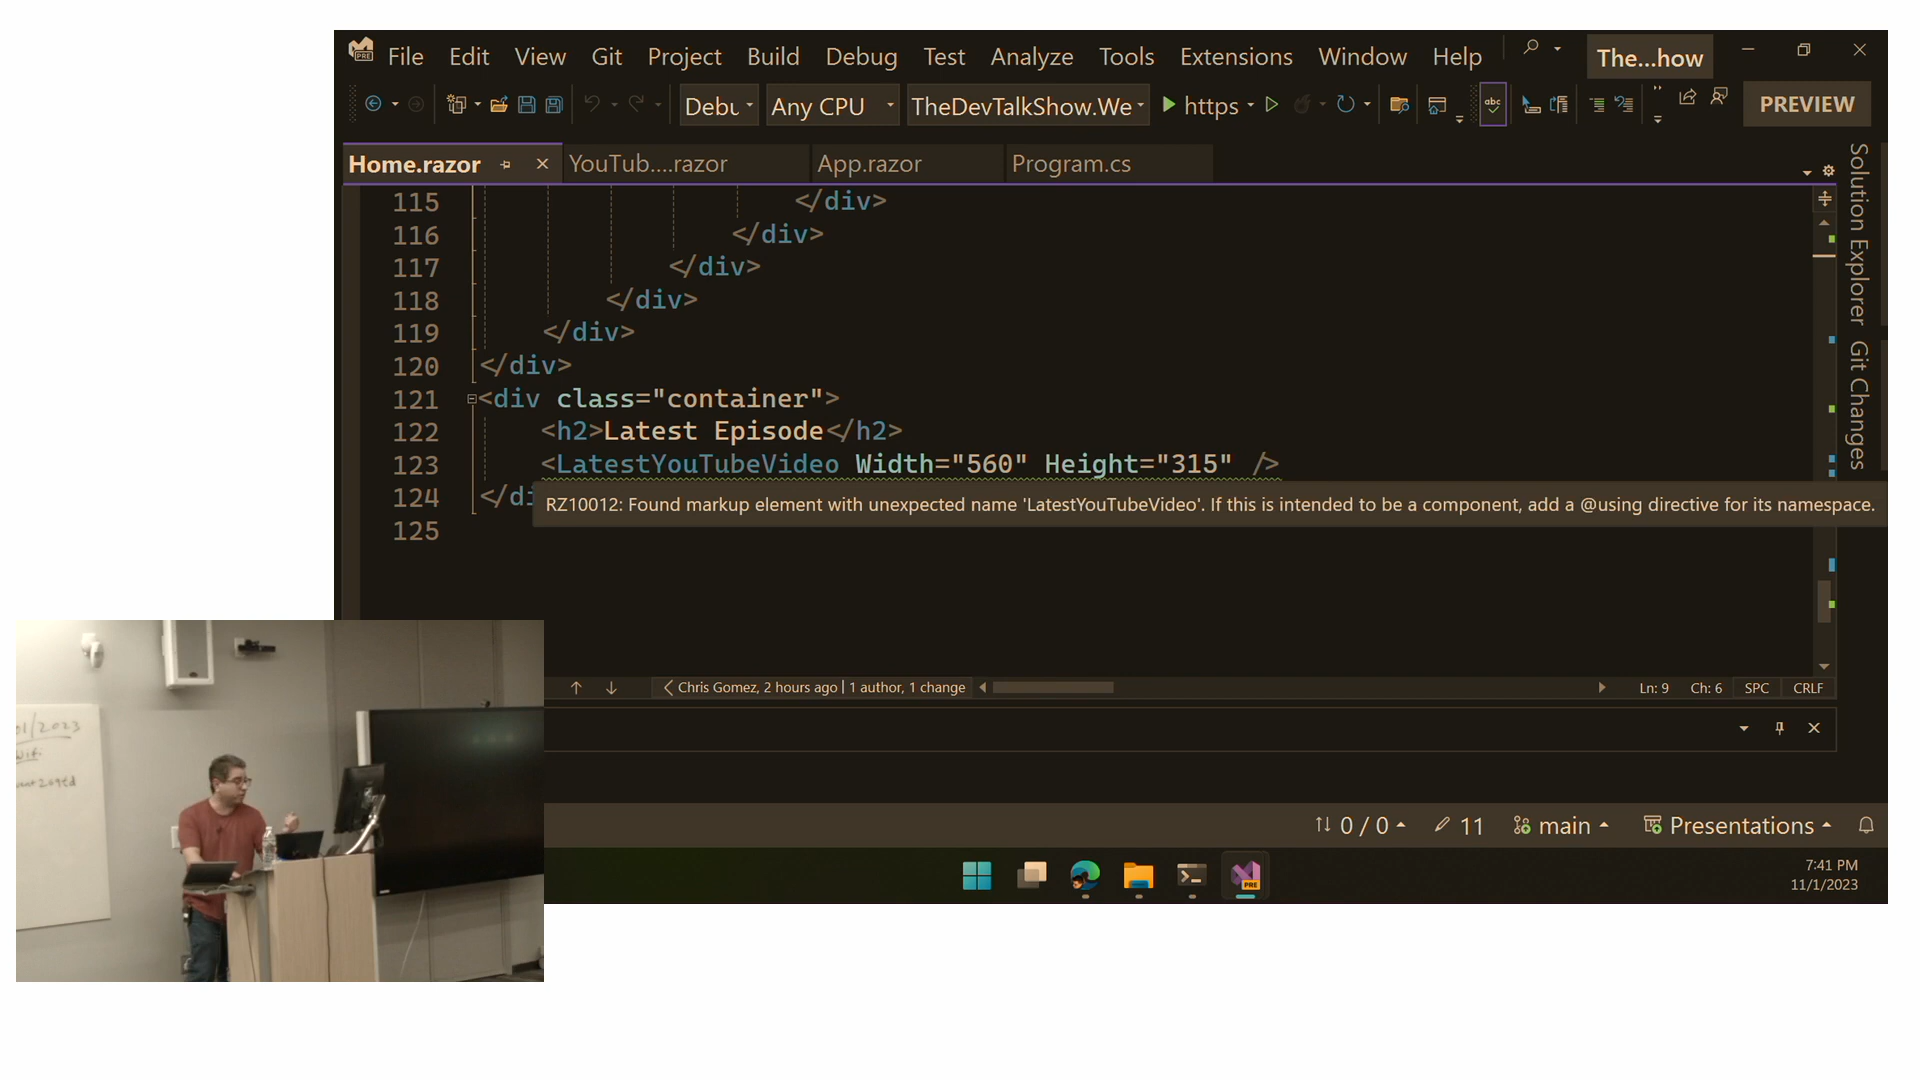 File Edit View Git Project Build Debug Test Analyze Tools Extensions Window Help The...how
Debu Any CPU TheDevTalkShow.We https PREVIEW
Home.razor YouTub....razor App.razor Program.cs
Solution Explorer
Git Changes
115 </div>
116 </div>
117 </div>
118 </div>
119 </div>
120 </div>
121 <div class="container">
122 <h2>Latest Episode</h2>
123 <LatestYouTubeVideo Width="560" Height="315" />
124 </di
RZ10012: Found markup element with unexpected name 'LatestYouTubeVideo'. If this is intended to be a component, add a @using directive for its namespace.
125
Chris Gomez, 2 hours ago | 1 author, 1 change Ln: 9 Ch: 6 SPC CRLF
0 / 0 11 main Presentations
7:41 PM
11/1/2023
01/2023